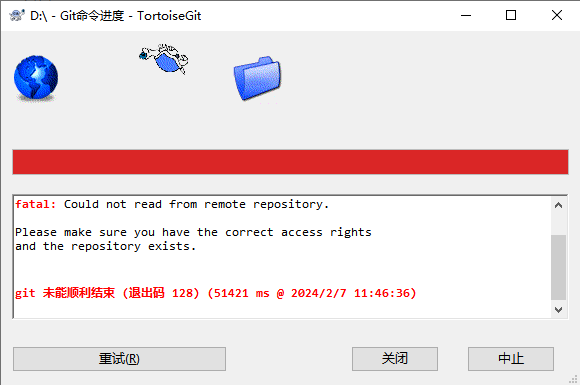 D:\ - Git命令进度 - TortoiseGit
fatal: Could not read from remote repository.
Please make sure you have the correct access rights
and the repository exists.
git 未能顺利结束 (退出码 128) (51421 ms @ 2024/2/7 11:46:36)
重试(R)
关闭
中止